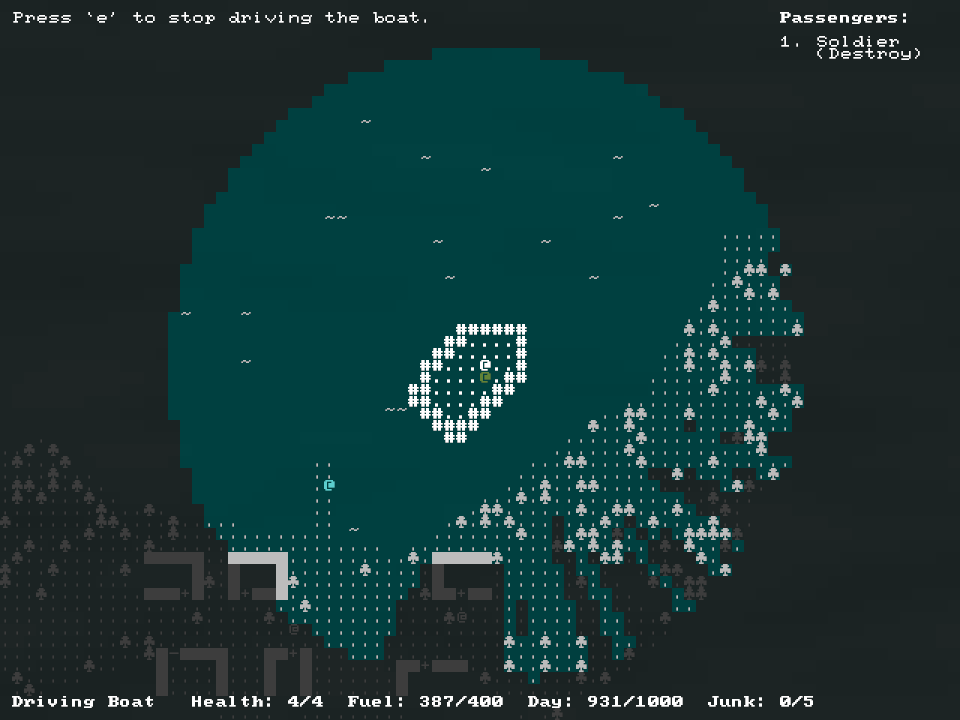 Press `e' to stop driving the boat.
Passengers:
1. Soldier
(Destroy)
Driving Boat Health: 4/4 Fuel: 387/400 Day: 931/1000 Junk: 0/5